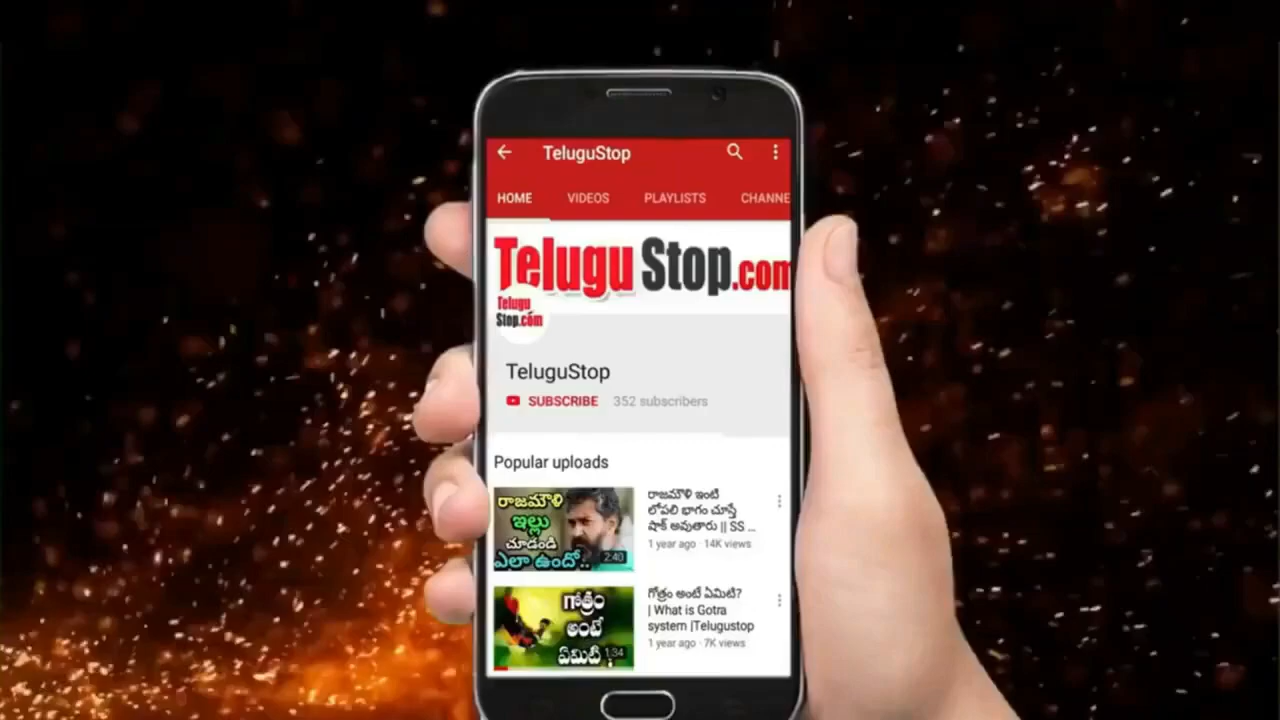 TeluguStop
HOME VIDEOS PLAYLISTS CHANNE
Telugu Stop.com
Telugu
Stop.com
TeluguStop
SUBSCRIBE 352 subscribers
Popular uploads
రాజమౌళి
ఇల్లు
చూడండి
ఎలా ఉందో..
2:40
రాజమౌళి ఇంటి
లోపలి భాగం చూస్తే
షాక్ అవుతారు || SS ...
1 year ago · 14K views
గోత్రం
అంటే
ఏమిటి ?
1:34
గోత్రం అంటే ఏమిటి?
| What is Gotra
system |Telugustop
1 year ago · 7K views